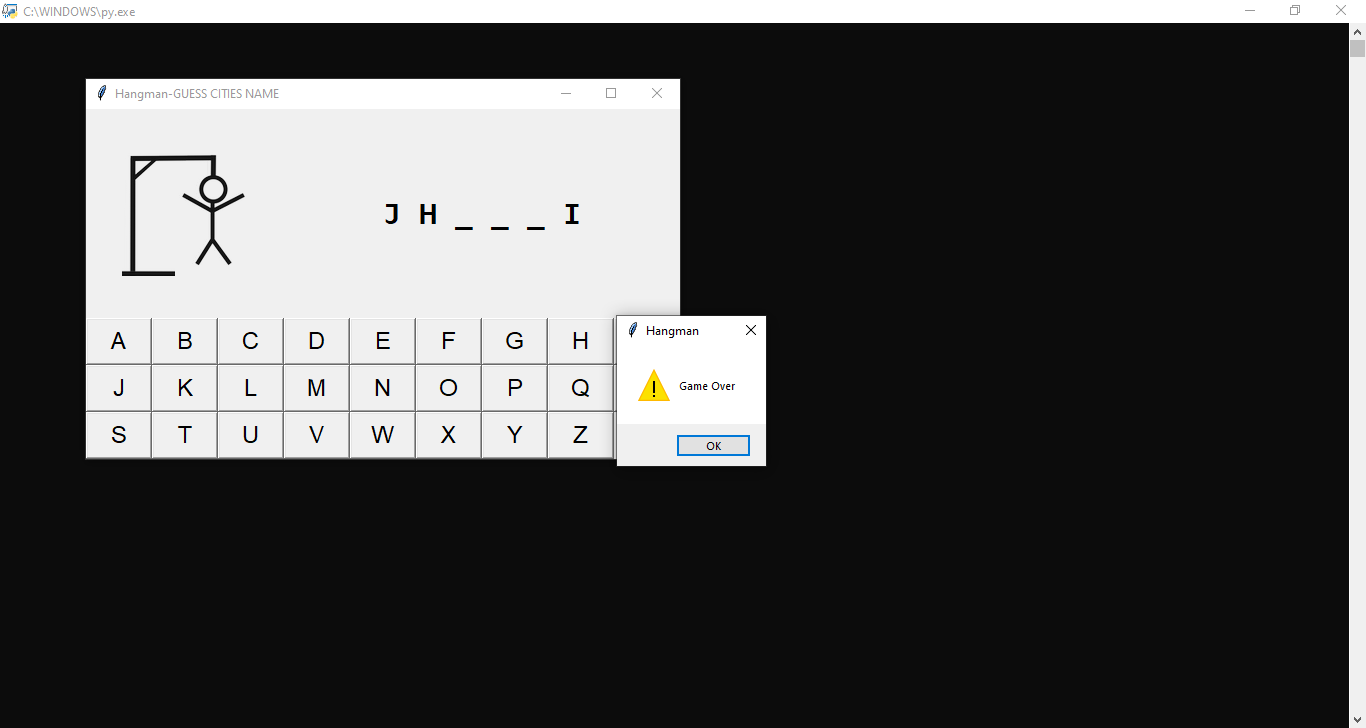 C:\WINDOWS\py.exe
Hangman-GUESS CITIES NAME
J H _ _ _ I
A B C D E F G H
J K L M N O P Q
S T U V W X Y Z
Hangman
Game Over
OK